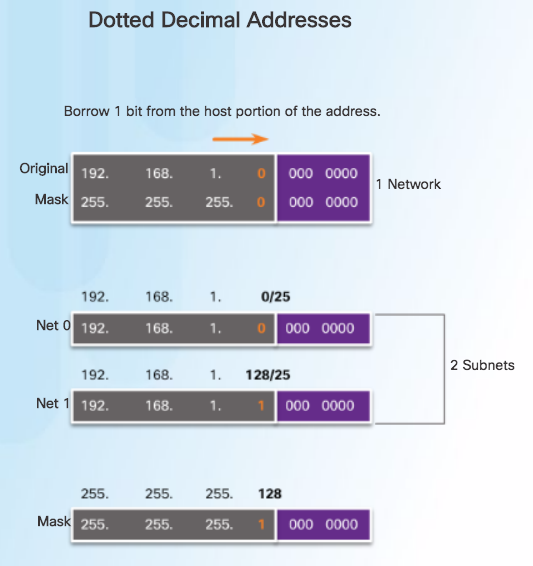 Dotted Decimal Addresses
Borrow 1 bit from the host portion of the address.
Original 192. 168. 1. 0 000 0000
1 Network
Mask 255. 255. 255. 0 000 0000
192. 168. 1. 0/25
Net 0 192. 168. 1. 0 000 0000
2 Subnets
192. 168. 1. 128/25
Net 1 192. 168. 1. 1 000 0000
255. 255. 255. 128
Mask 255. 255. 255. 1 000 0000